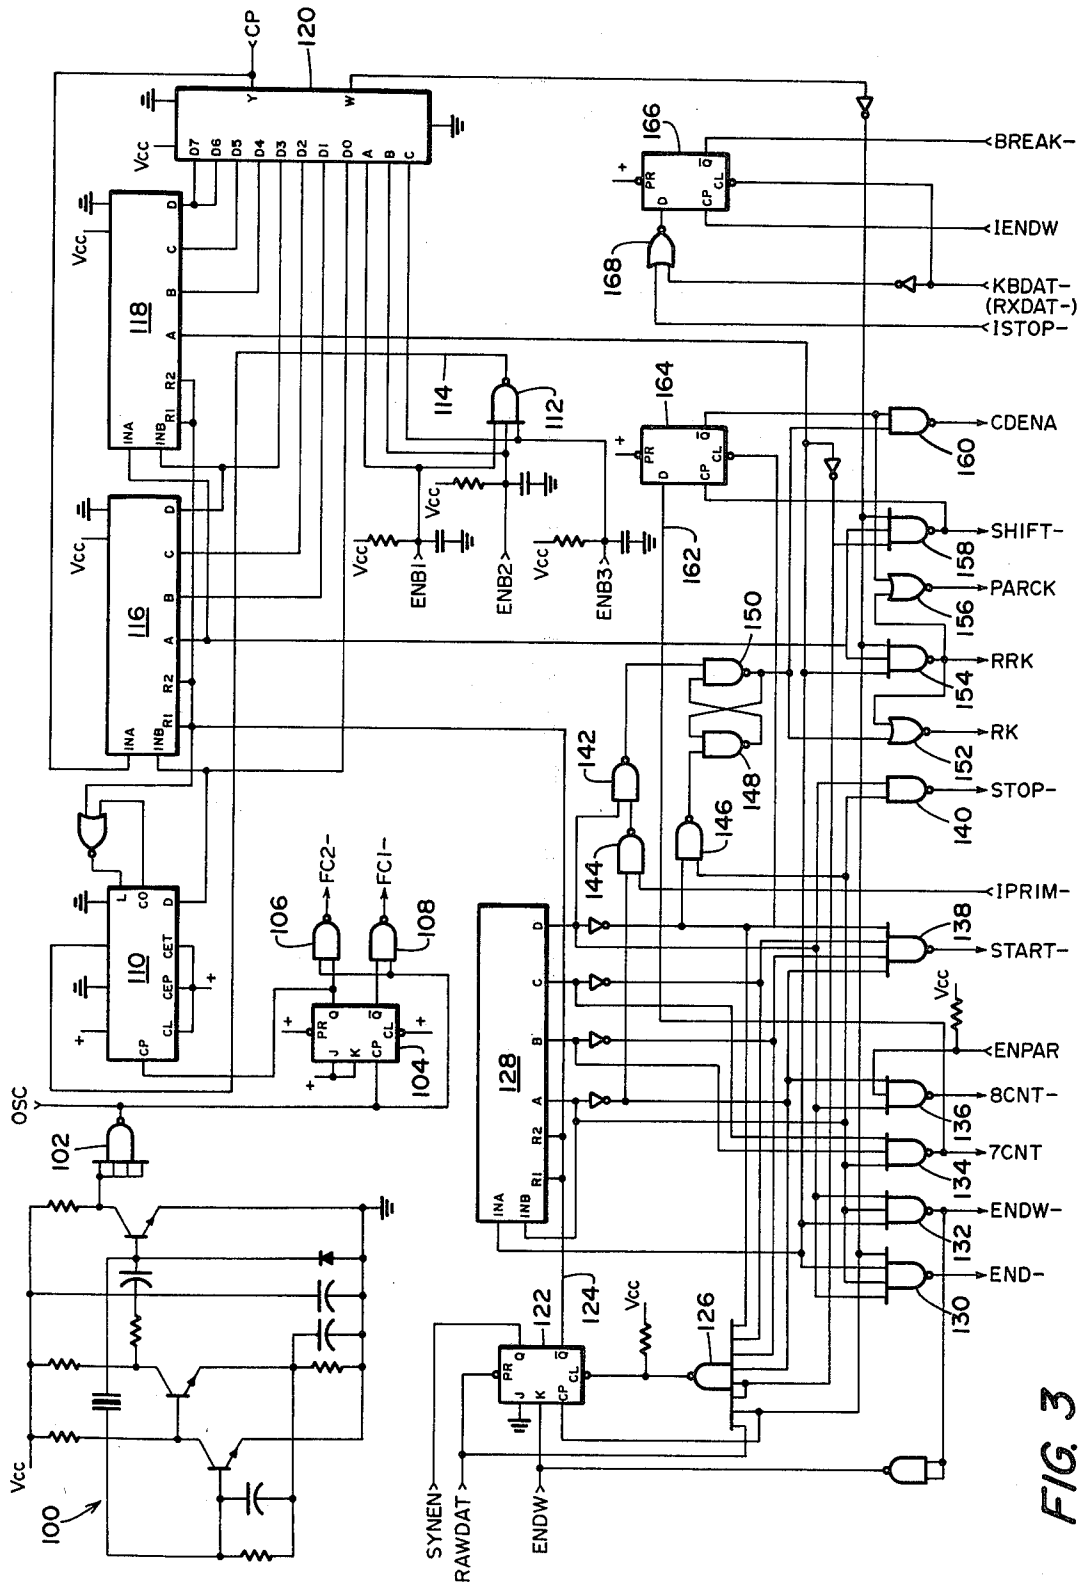 CP
120
Vcc
Y
W
D7
D6
D5
D4
D3
D2
D1
D0
A
B
C
118
Vcc
INA
INB
R1
R2
A
B
C
D
116
Vcc
INA
INB
R1
R2
A
B
C
D
110
L
CO
D
CET
CEP
CL
CP
+
+
OSC
102
100
Vcc
106
108
FC2-
FC1-
104
PR
J
K
CP
Q
Q
CL
+
+
+
112
114
Vcc
ENB1
Vcc
ENB2
Vcc
ENB3
166
+
PR
D
Q
CP
CL
168
BREAK-
IENDW
KBDAT-
(RXDAT-)
ISTOP-
164
+
PR
D
Q
CP
CL
162
160
CDENA
158
SHIFT-
156
PARCK
154
RRK
152
RK
140
STOP-
IPRIM-
138
START-
Vcc
ENPAR
136
8CNT-
134
7CNT
132
ENDW-
130
END-
150
148
146
142
144
128
INA
INB
R1
R2
A
B
C
D
122
124
PR
Q
J
K
Q
CP
CL
Vcc
126
SYNEN
RAWDAT
ENDW
FIG. 3